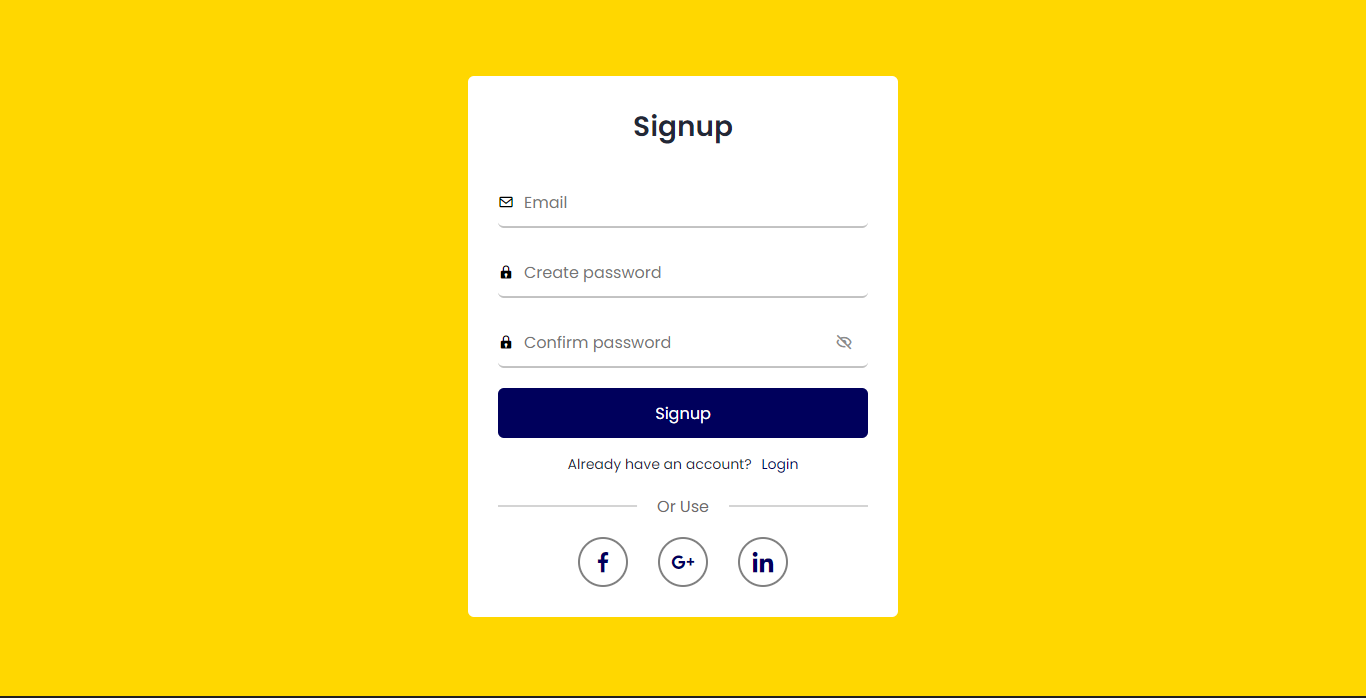 Signup
Email
Create password
Confirm password
Signup
Already have an account? Login
Or Use
f
G+
in